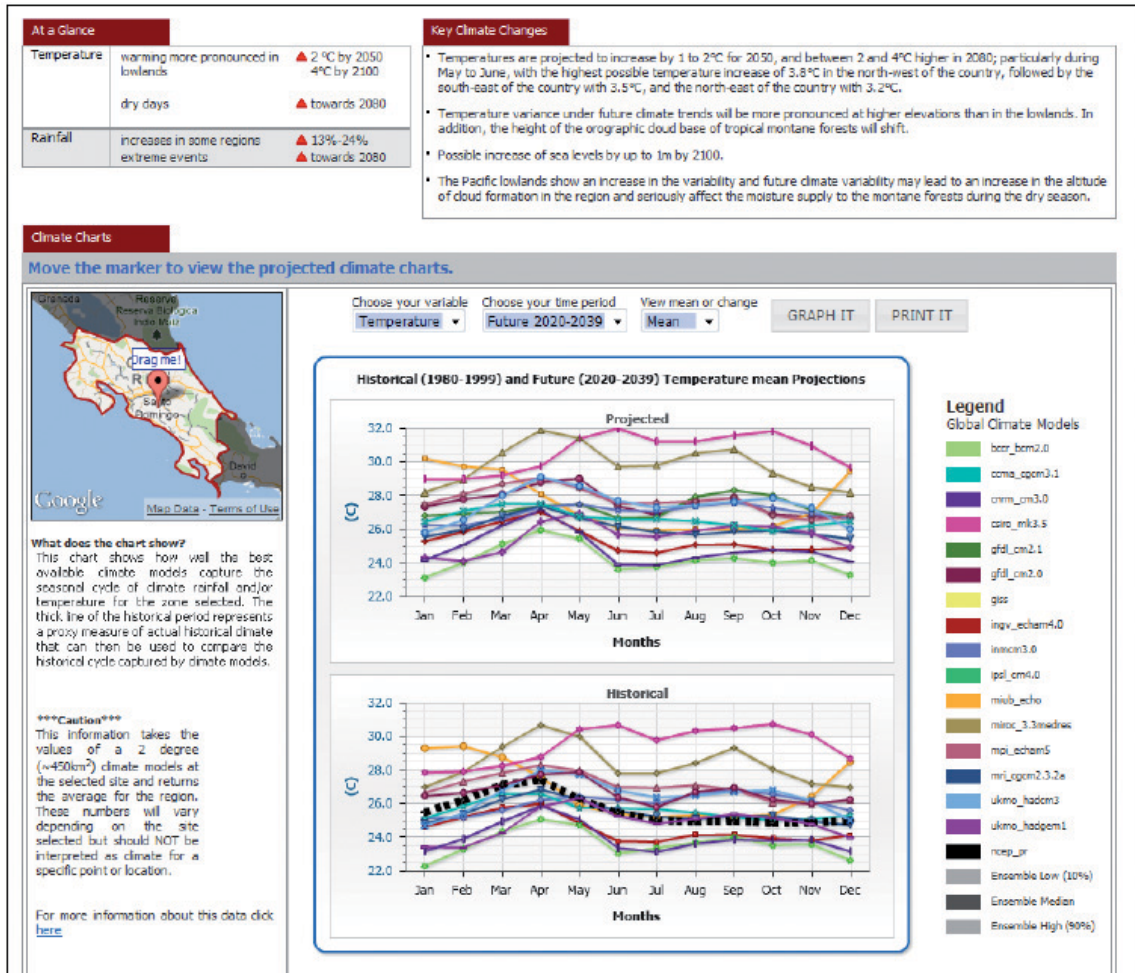 At a Glance
Temperature warming more pronounced in lowlands 2 °C by 2050
4°C by 2100
dry days towards 2080
Rainfall increases in some regions 13%-24%
extreme events towards 2080
Key Climate Changes
• Temperatures are projected to increase by 1 to 2°C for 2050, and between 2 and 4°C higher in 2080; particularly during
May to June, with the highest possible temperature increase of 3.8°C in the north-west of the country, followed by the
south-east of the country with 3.5°C, and the north-east of the country with 3.2°C.
• Temperature variance under future climate trends will be more pronounced at higher elevations than in the lowlands. In
addition, the height of the orographic cloud base of tropical montane forests will shift.
• Possible increase of sea levels by up to 1m by 2100.
• The Pacific lowlands show an increase in the variability and future climate variability may lead to an increase in the altitude
of cloud formation in the region and seriously affect the moisture supply to the montane forests during the dry season.
Climate Charts
Move the marker to view the projected climate charts.
Granada
Reserve
Reserva Biológica
Indio Maíz
Drag me!
Santo
Domingo
David
Google
Map Data - Terms of Use
What does the chart show?
This chart shows how well the best
available climate models capture the
seasonal cycle of climate rainfall and/or
temperature for the zone selected. The
thick line of the historical period represents
a proxy measure of actual historical climate
that can then be used to compare the
historical cycle captured by climate models.
***Caution***
This information takes the
values of a 2 degree
(~450km²) climate models at
the selected site and returns
the average for the region.
These numbers will vary
depending on the site
selected but should NOT be
interpreted as climate for a
specific point or location.
For more information about this data click
here
Choose your variable Choose your time period View mean or change
Temperature Future 2020-2039 Mean GRAPH IT PRINT IT
Historical (1980-1999) and Future (2020-2039) Temperature mean Projections
Projected
32.0
30.0
28.0
26.0
24.0
22.0
(C)
Jan Feb Mar Apr May Jun Jul Aug Sep Oct Nov Dec
Months
Historical
32.0
30.0
28.0
26.0
24.0
22.0
(C)
Jan Feb Mar Apr May Jun Jul Aug Sep Oct Nov Dec
Months
Legend
Global Climate Models
bccr_bcm2.0
ccma_cgcm3.1
cnrm_cm3.0
csiro_mk3.5
gfdl_cm2.1
gfdl_cm2.0
giss
ingv_echam4.0
inmcm3.0
ipsl_cm4.0
miub_echo
miroc_3.3medres
mpi_echam5
mri_cgcm2.3.2a
ukmo_hadcm3
ukmo_hadgem1
ncep_pr
Ensemble Low (10%)
Ensemble Median
Ensemble High (90%)